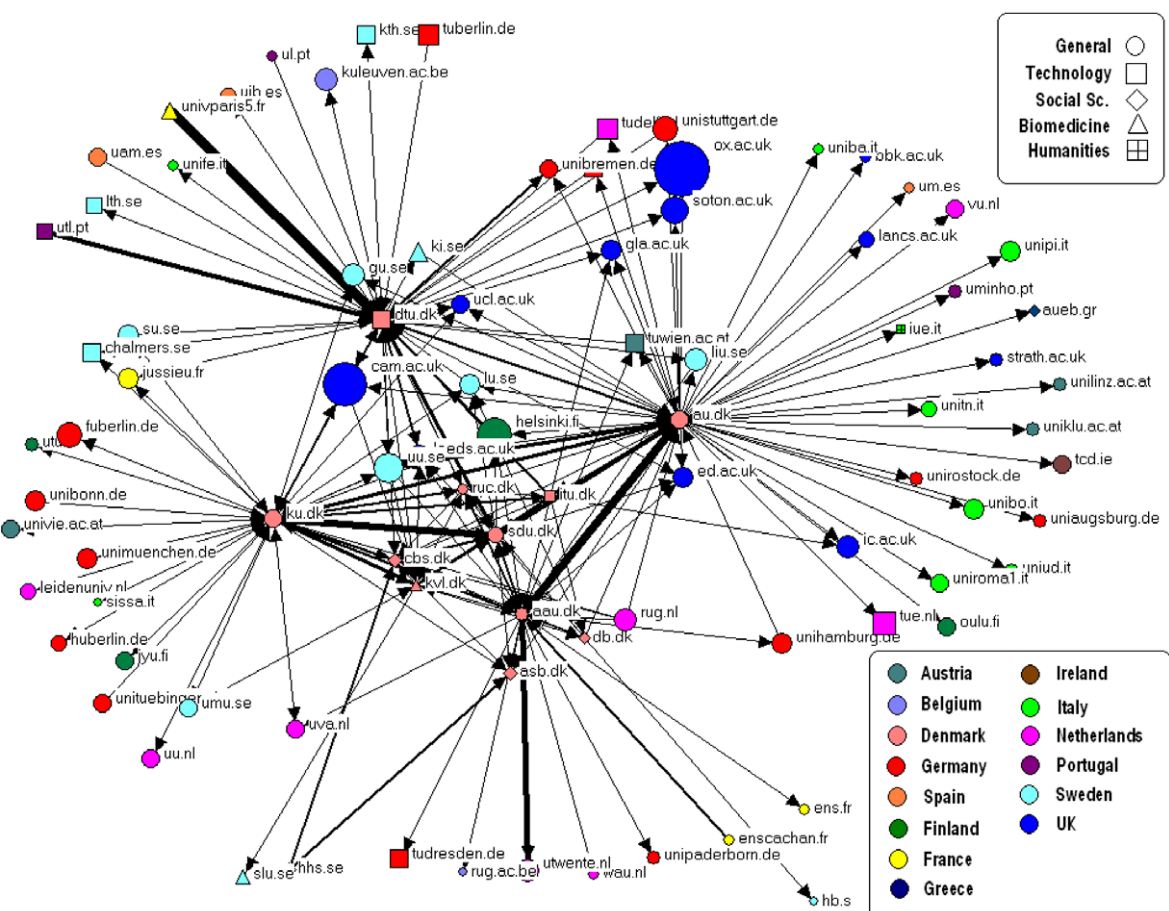 kth.se
tuberlin.de
ul.pt
kuleuven.ac.be
General
Technology
Social Sc.
Biomedicine
Humanities
uib.es
univparis5.fr
unistuttgart.de
ox.ac.uk
uam.es
unife.it
unibremen.de
uniba.it
bbk.ac.uk
um.es
lth.se
soton.ac.uk
vu.nl
utl.pt
ki.se
gla.ac.uk
lancs.ac.uk
unipi.it
gu.se
ucl.ac.uk
uminho.pt
dtu.dk
aueb.gr
su.se
iue.it
chalmers.se
tuwien.ac.at
liu.se
strath.ac.uk
jussieu.fr
cam.ac.uk
lu.se
unilinz.ac.at
unitn.it
au.dk
helsinki.fi
fuberlin.de
uniklu.ac.at
eeds.ac.uk
uu.se
tcd.ie
ed.ac.uk
unirostock.de
unibonn.de
ruc.dk
itu.dk
unibo.it
univie.ac.at
ku.dk
sdu.dk
uniaugsburg.de
ic.ac.uk
unimuenchen.de
cbs.dk
uniud.it
leidenuniv.nl
kvl.dk
uniroma1.it
sissa.it
aau.dk
rug.nl
tue.nl
oulu.fi
huberlin.de
db.dk
unihamburg.de
jyu.fi
asb.dk
unituebingen
umu.se
uva.nl
uu.nl
Austria
Ireland
Belgium
Italy
Denmark
Netherlands
Germany
Portugal
Spain
Sweden
Finland
UK
France
Greece
ens.fr
enscachan.fr
tudresden.de
unipaderborn.de
utwente.nl
slu.se
hhs.se
rug.ac.be
wau.nl
hb.s